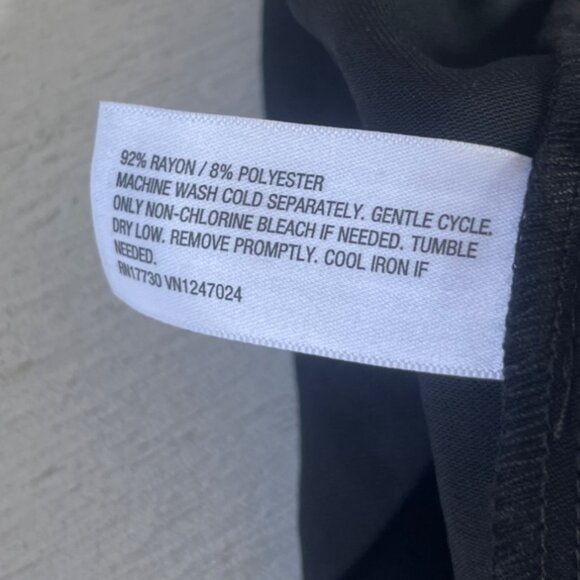 92% RAYON / 8% POLYESTER
MACHINE WASH COLD SEPARATELY. GENTLE CYCLE.
ONLY NON-CHLORINE BLEACH IF NEEDED. TUMBLE
DRY LOW. REMOVE PROMPTLY. COOL IRON IF
NEEDED.
RN17730 VN1247024